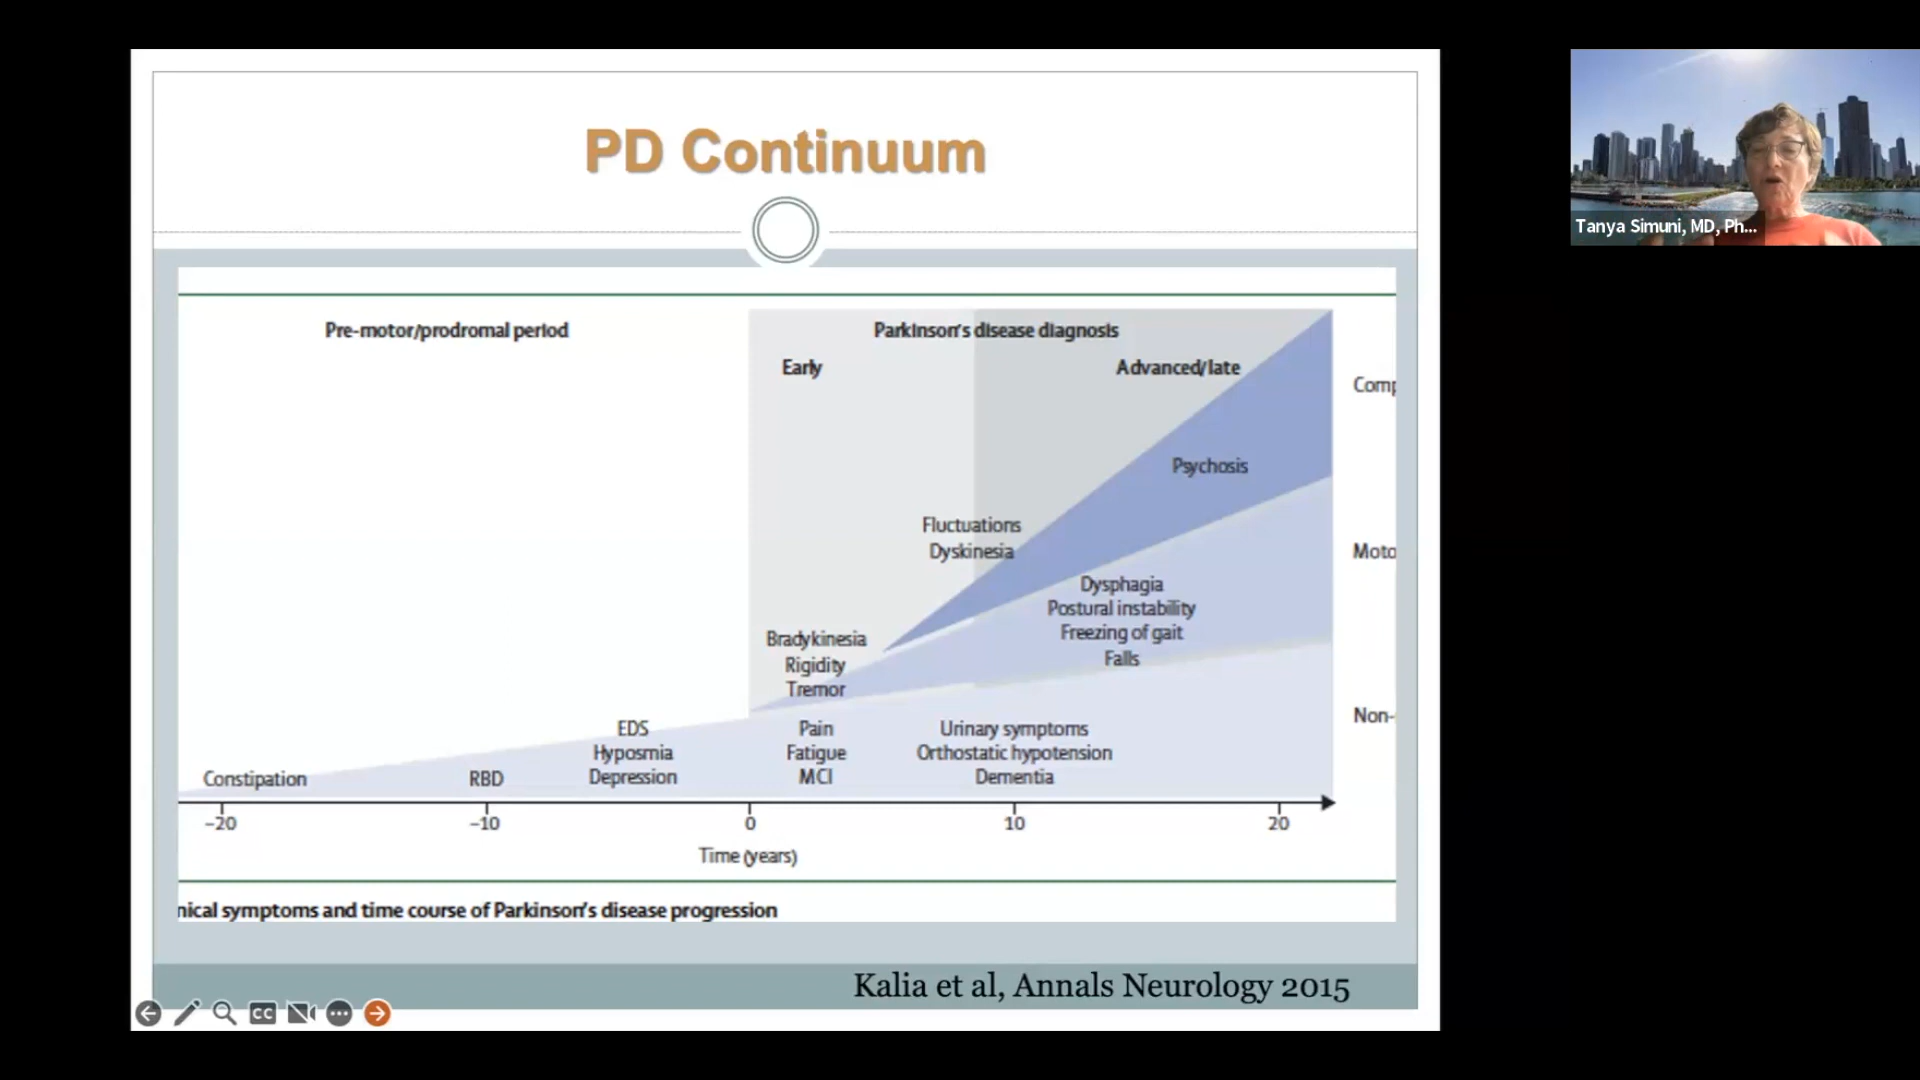 PD Continuum
Tanya Simuni, MD, Ph...
Pre-motor/prodromal period
Parkinson's disease diagnosis
Early
Advanced/late
Comp
Psychosis
Fluctuations
Dyskinesia
Moto
Dysphagia
Postural instability
Freezing of gait
Falls
Bradykinesia
Rigidity
Tremor
Non-
EDS
Hyposmia
Depression
Pain
Fatigue
MCI
Urinary symptoms
Orthostatic hypotension
Dementia
Constipation
RBD
–20
–10
0
10
20
Time (years)
nical symptoms and time course of Parkinson's disease progression
Kalia et al, Annals Neurology 2015
CC